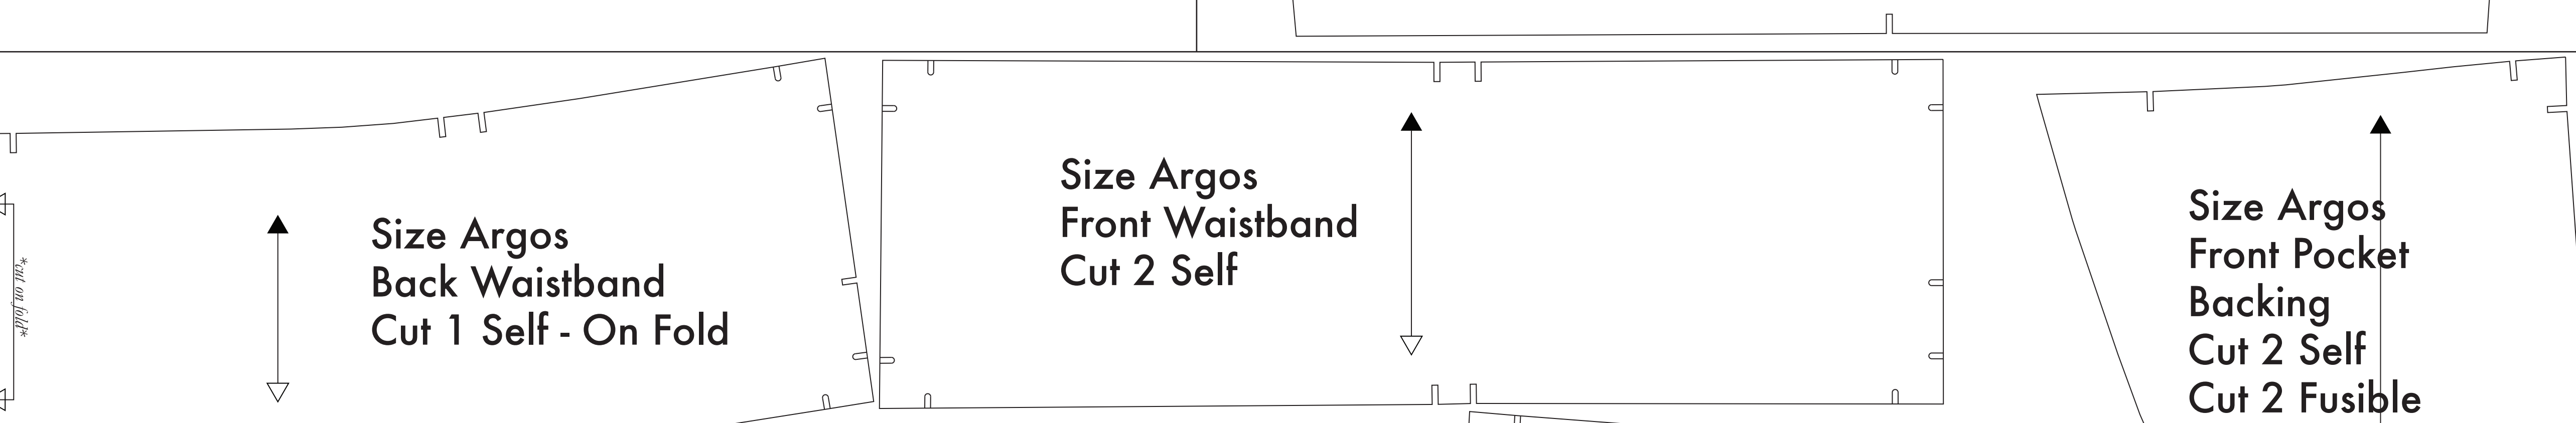 *cut on fold*
Size Argos
Back Waistband
Cut 1 Self - On Fold
Size Argos
Front Waistband
Cut 2 Self
Size Argos
Front Pocket
Backing
Cut 2 Self
Cut 2 Fusible